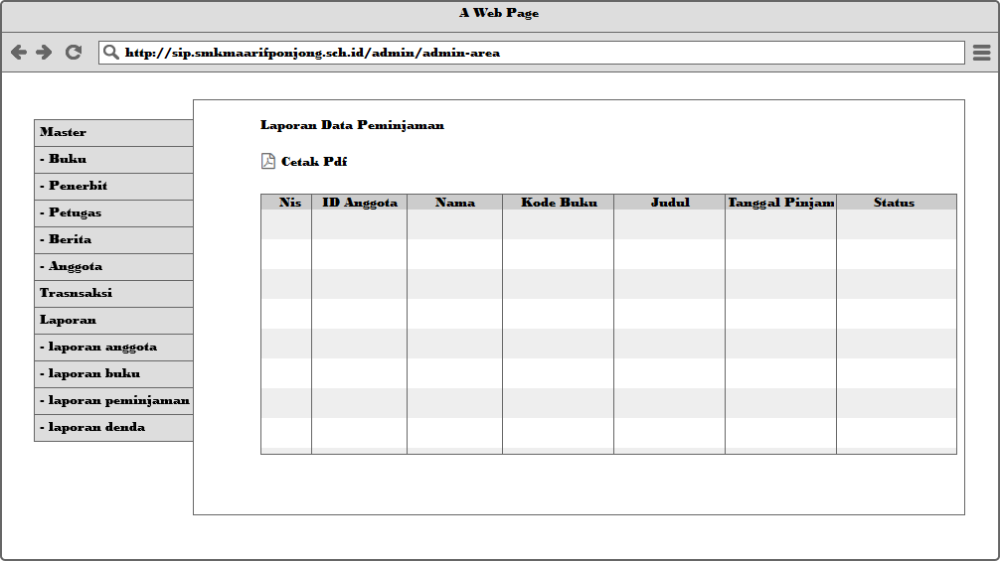 A Web Page
http://sip.smkmaarifponjong.sch.id/admin/admin-area
Master
- Buku
- Penerbit
- Petugas
- Berita
- Anggota
Trasnsaksi
Laporan
- laporan anggota
- laporan buku
- laporan peminjaman
- laporan denda
Laporan Data Peminjaman
Cetak Pdf
Nis ID Anggota Nama Kode Buku Judul Tanggal Pinjam Status